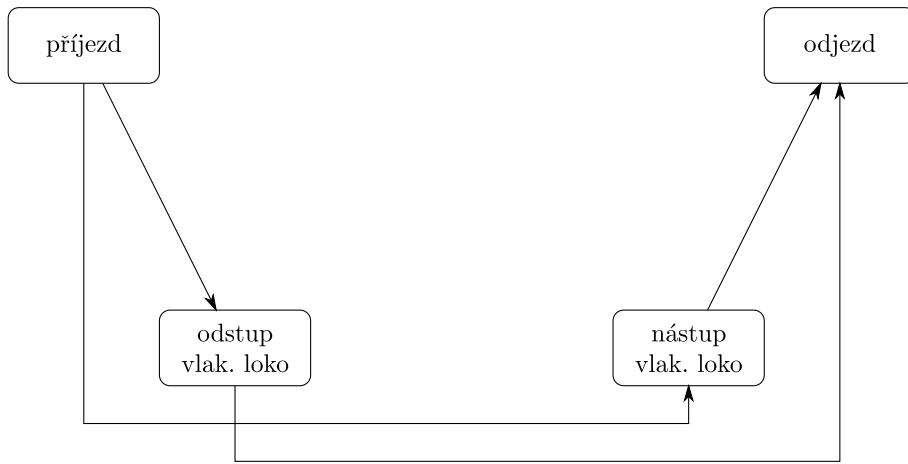 příjezd
odjezd
odstup
vlak. loko
nástup
vlak. loko